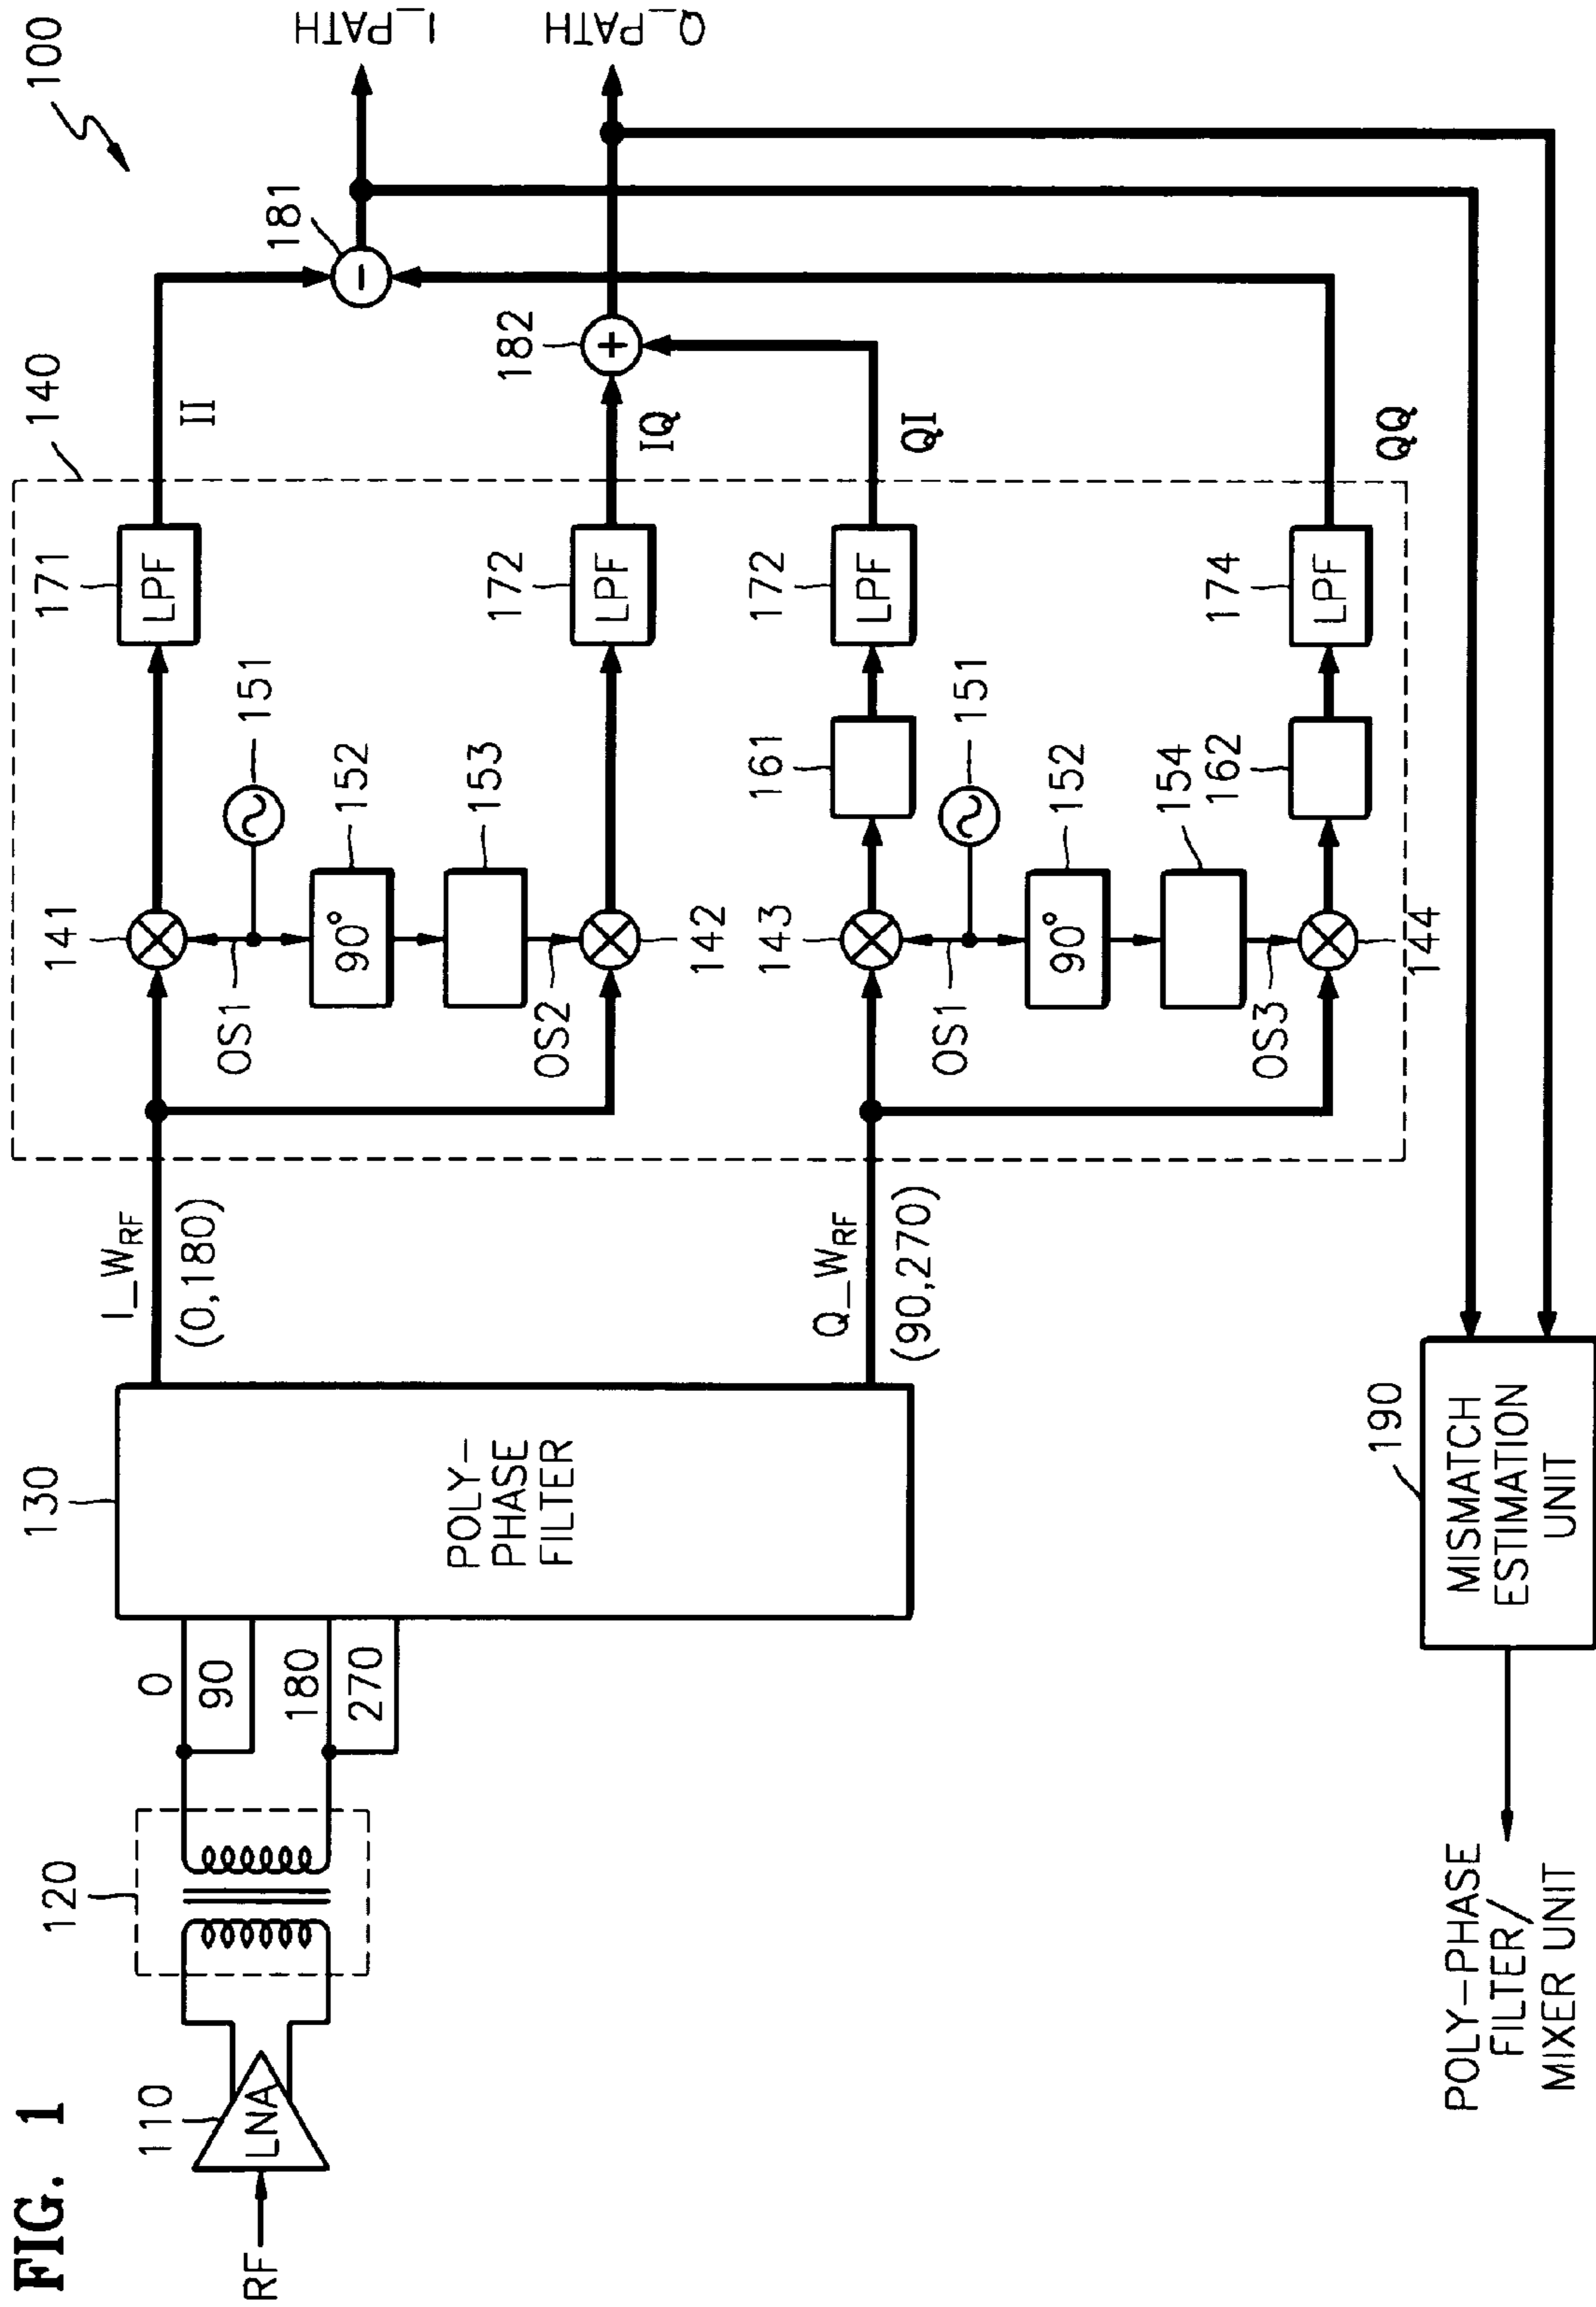 FIG. 1
100
RF
110
LNA
120
0
90
180
270
130
POLY-
PHASE
FILTER
I_WRF
(0,180)
Q_WRF
(90,270)
140
141
OS1
151
90°
152
153
OS2
142
171
LPF
172
LPF
143
OS1
151
90°
152
154
OS3
144
161
162
172
LPF
174
LPF
II
IQ
QI
QQ
181
−
182
+
I_PATH
Q_PATH
190
MISMATCH
ESTIMATION
UNIT
POLY-PHASE
FILTER/
MIXER UNIT